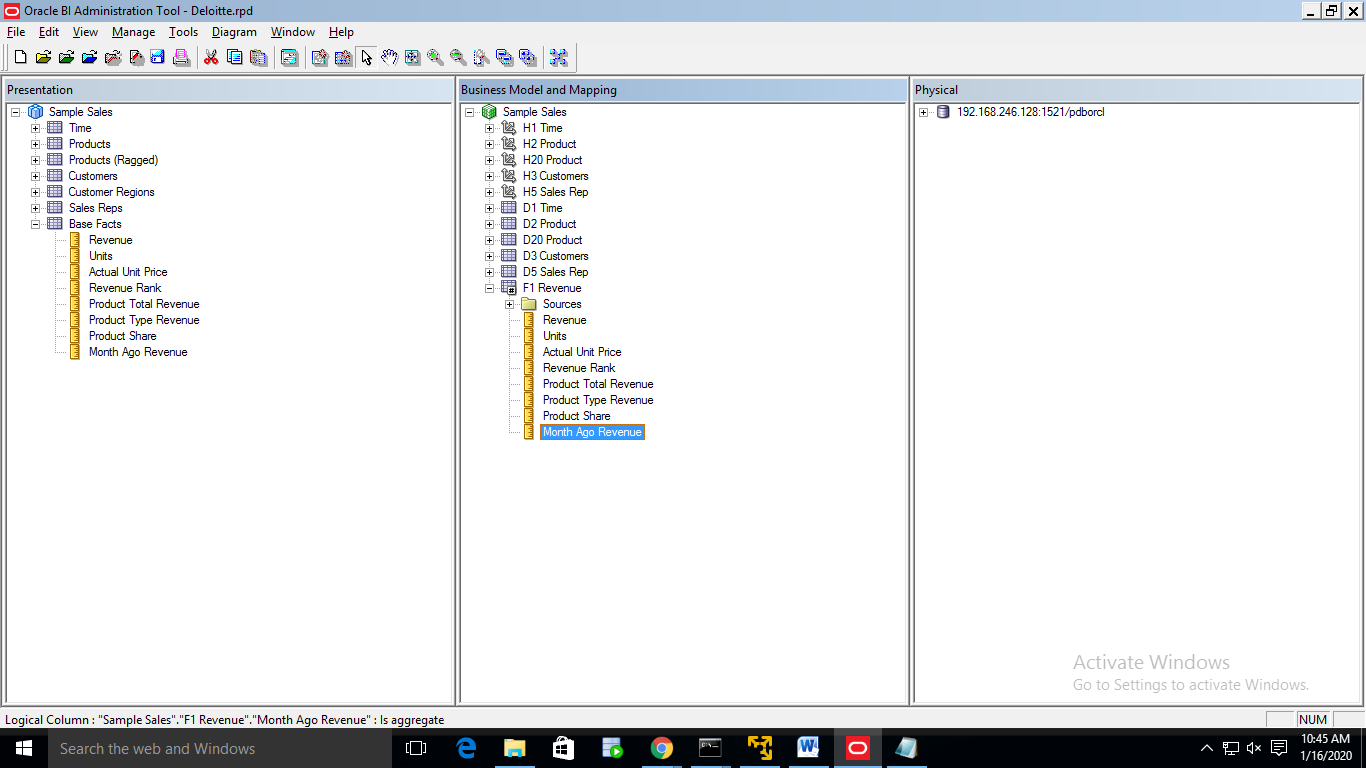 Oracle BI Administration Tool - Deloitte.rpd
File Edit View Manage Tools Diagram Window Help
Presentation
Sample Sales
Time
Products
Products (Ragged)
Customers
Customer Regions
Sales Reps
Base Facts
Revenue
Units
Actual Unit Price
Revenue Rank
Product Total Revenue
Product Type Revenue
Product Share
Month Ago Revenue
Business Model and Mapping
Sample Sales
H1 Time
H2 Product
H20 Product
H3 Customers
H5 Sales Rep
D1 Time
D2 Product
D20 Product
D3 Customers
D5 Sales Rep
F1 Revenue
Sources
Revenue
Units
Actual Unit Price
Revenue Rank
Product Total Revenue
Product Type Revenue
Product Share
Month Ago Revenue
Physical
192.168.246.128:1521/pdborcl
Activate Windows
Go to Settings to activate Windows.
Logical Column : "Sample Sales"."F1 Revenue"."Month Ago Revenue" : Is aggregate
NUM
Search the web and Windows
10:45 AM
1/16/2020